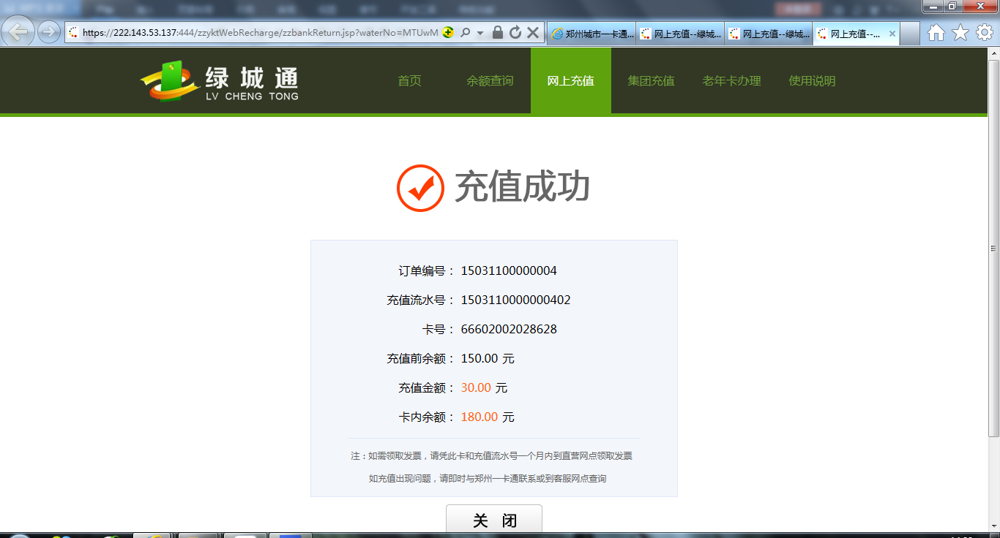 https://222.143.53.137:444/zzyktWebRecharge/zzbankReturn.jsp?waterNo=MTUwM
郑州城市一卡通...
网上充值--绿城...
网上充值--绿城...
网上充值--...
绿城通
LV CHENG TONG
首页
余额查询
网上充值
集团充值
老年卡办理
使用说明
充值成功
订单编号： 15031100000004
充值流水号： 1503110000000402
卡号： 66602002028628
充值前余额： 150.00 元
充值金额： 30.00 元
卡内余额： 180.00 元
注：如需领取发票，请凭此卡和充值流水号一个月内到直营网点领取发票
如充值出现问题，请即时与郑州一卡通联系或到客服网点查询
关 闭